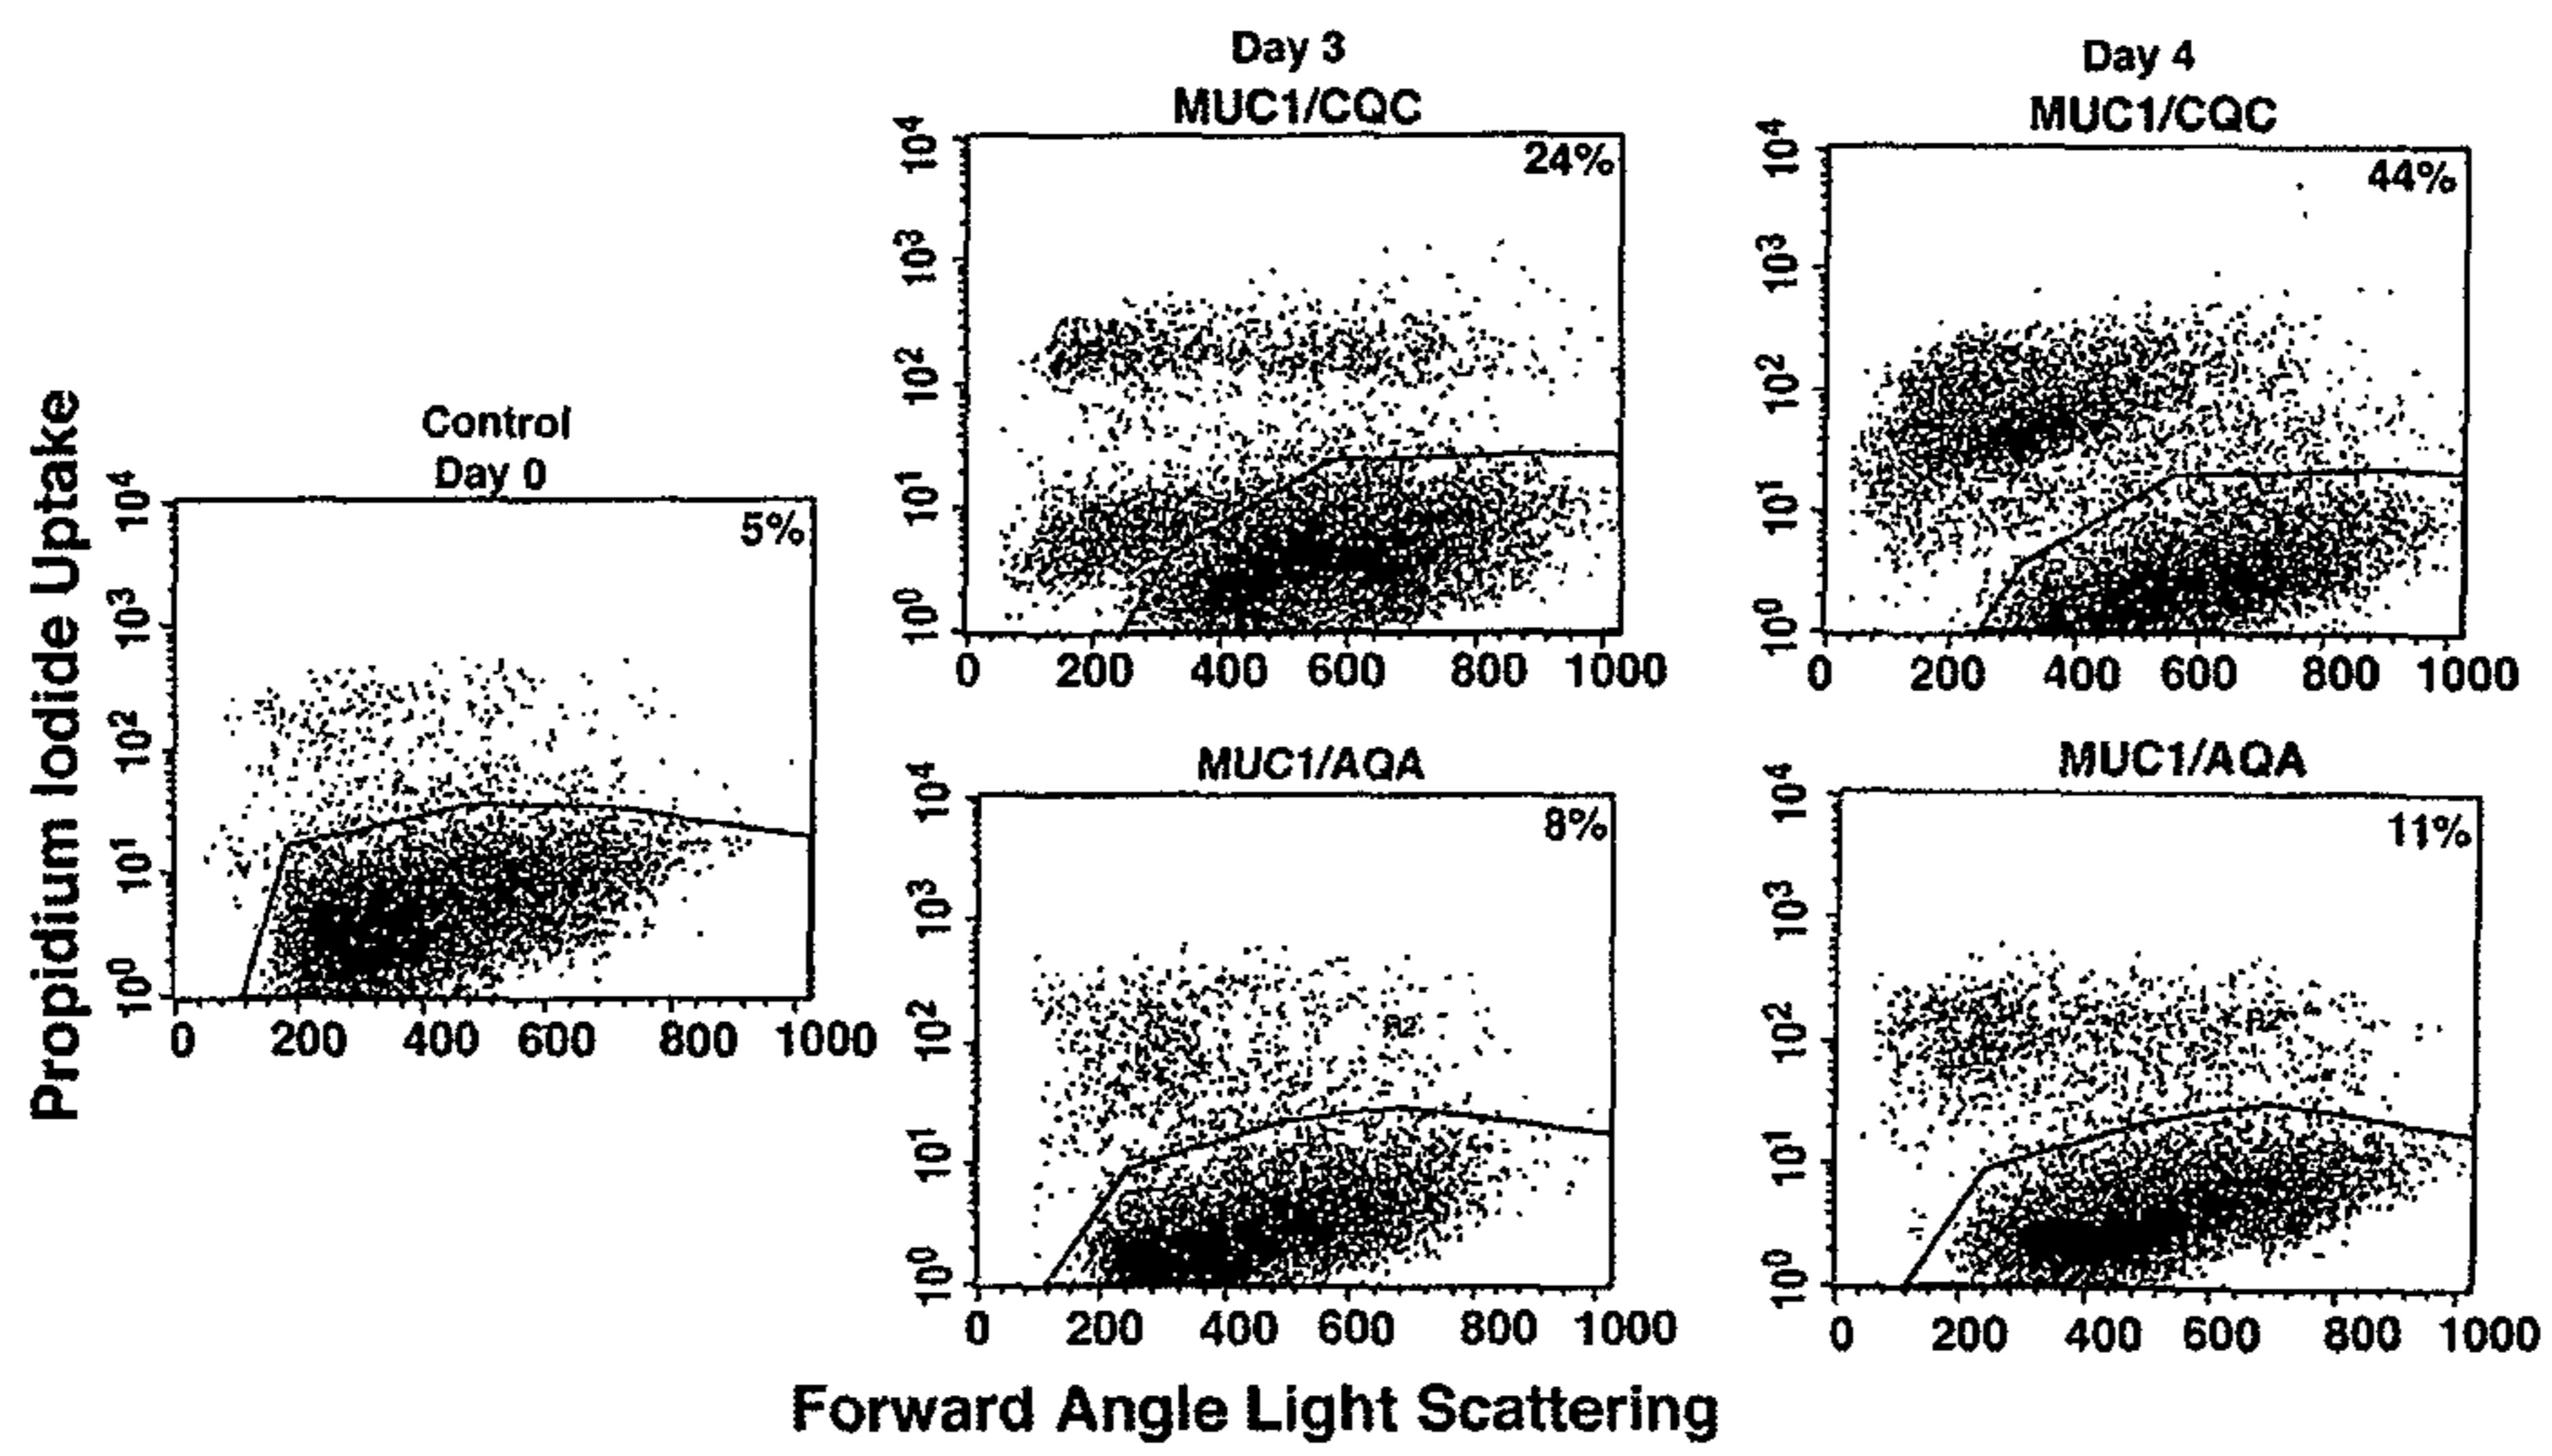 Propidium Iodide Uptake
Control
Day 0
10⁴
10³
10²
10¹
10⁰
5%
0 200 400 600 800 1000
Day 3
MUC1/CQC
10⁴
10³
10²
10¹
10⁰
24%
0 200 400 600 800 1000
Day 4
MUC1/CQC
10⁴
10³
10²
10¹
10⁰
44%
0 200 400 600 800 1000
MUC1/AQA
10⁴
10³
10²
10¹
10⁰
8%
R2
0 200 400 600 800 1000
MUC1/AQA
10⁴
10³
10²
10¹
10⁰
11%
0 200 400 600 800 1000
Forward Angle Light Scattering